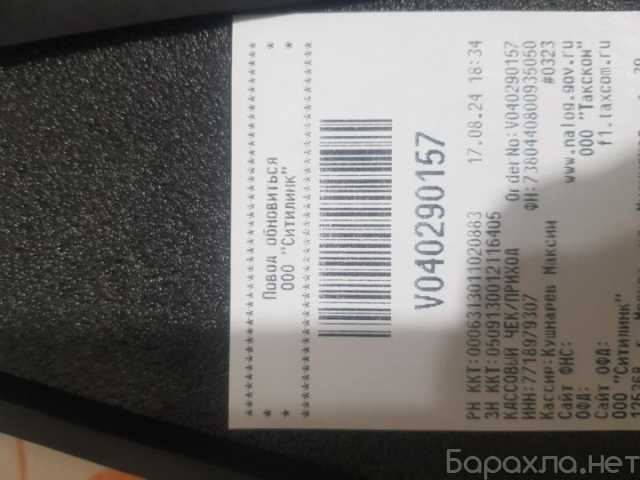 ************************
* Повод обновиться *
* ООО "Ситилинк" *
************************
V040290157
РН ККТ:0006313011020883 17.08.24 18:34
ЗН ККТ:0509130012116405
КАССОВЫЙ ЧЕК/ПРИХОД Order No:V040290157
ИНН:7718979307 ФН:7380440800935050
Кассир:Кушнарёв Максим #0323
Сайт ФНС: www.nalog.gov.ru
ОФД: ООО "Такском"
Сайт ОФД: f1.taxcom.ru
ООО "Ситилинк"
Барахла.нет